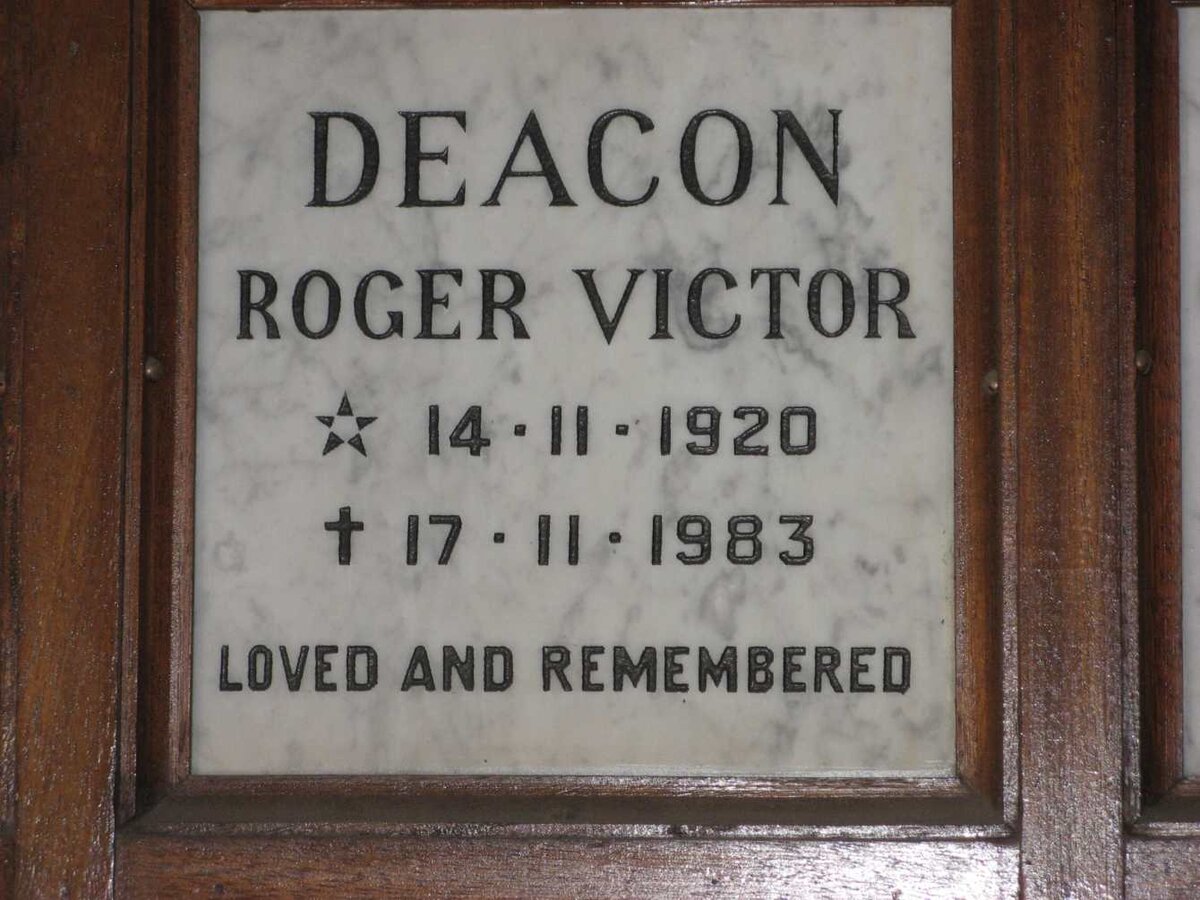 DEACON
ROGER VICTOR
☆ 14·11·1920
✝ 17·11·1983
LOVED AND REMEMBERED